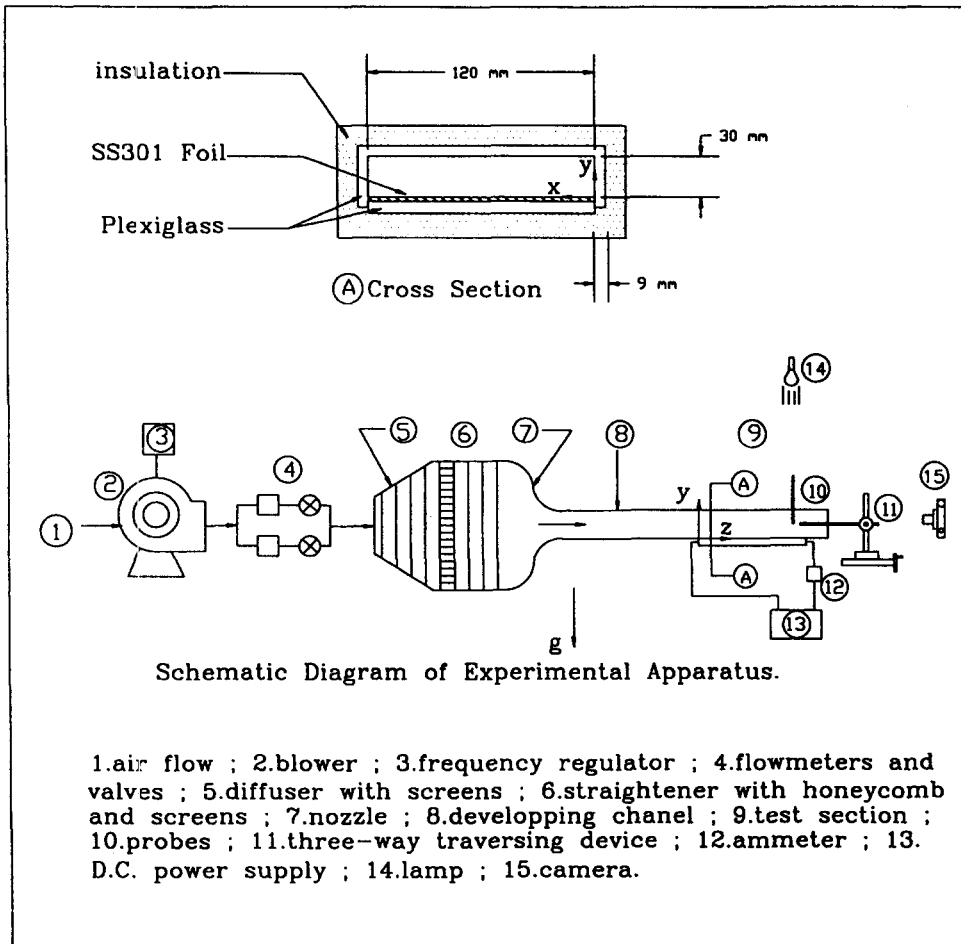 120 mm
insulation
30 mm
SS301 Foil
y
x
Plexiglass
A Cross Section
9 mm
14
3
5
6
7
8
9
15
2
4
A
10
y
11
1
z
A
12
13
g
Schematic Diagram of Experimental Apparatus.
1.air flow ; 2.blower ; 3.frequency regulator ; 4.flowmeters and
valves ; 5.diffuser with screens ; 6.straightener with honeycomb
and screens ; 7.nozzle ; 8.developping chanel ; 9.test section ;
10.probes ; 11.three-way traversing device ; 12.ammeter ; 13.
D.C. power supply ; 14.lamp ; 15.camera.